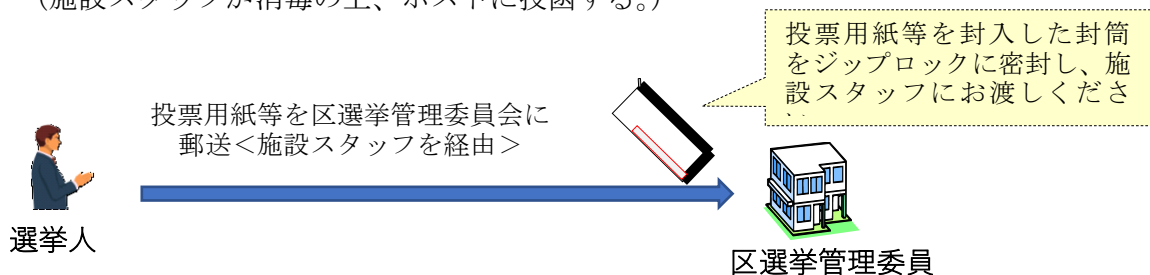 （施設スタッフが消毒の上、ポストに投函する。）
投票用紙等を封入した封筒
をジップロックに密封し、施
設スタッフにお渡しくださ
投票用紙等を区選挙管理委員会に
郵送＜施設スタッフを経由＞
選挙人
区選挙管理委員